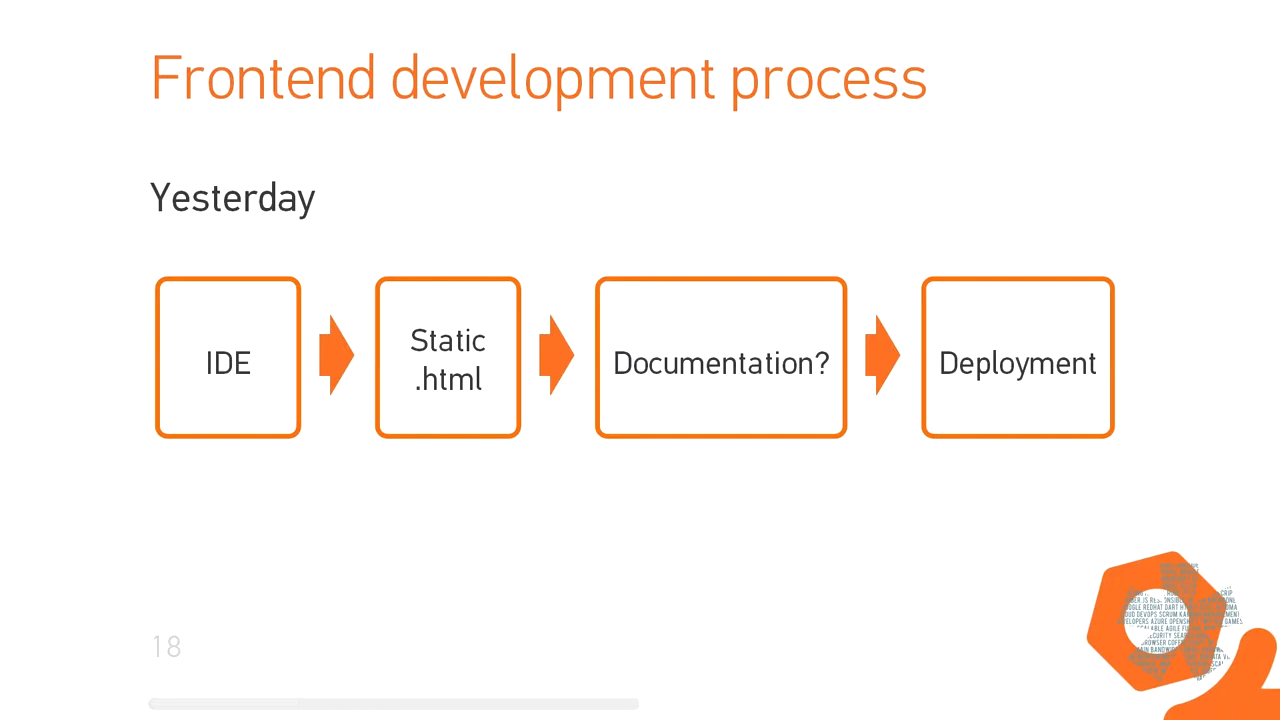 Frontend development process
Yesterday
IDE
Static
.html
Documentation?
Deployment
18